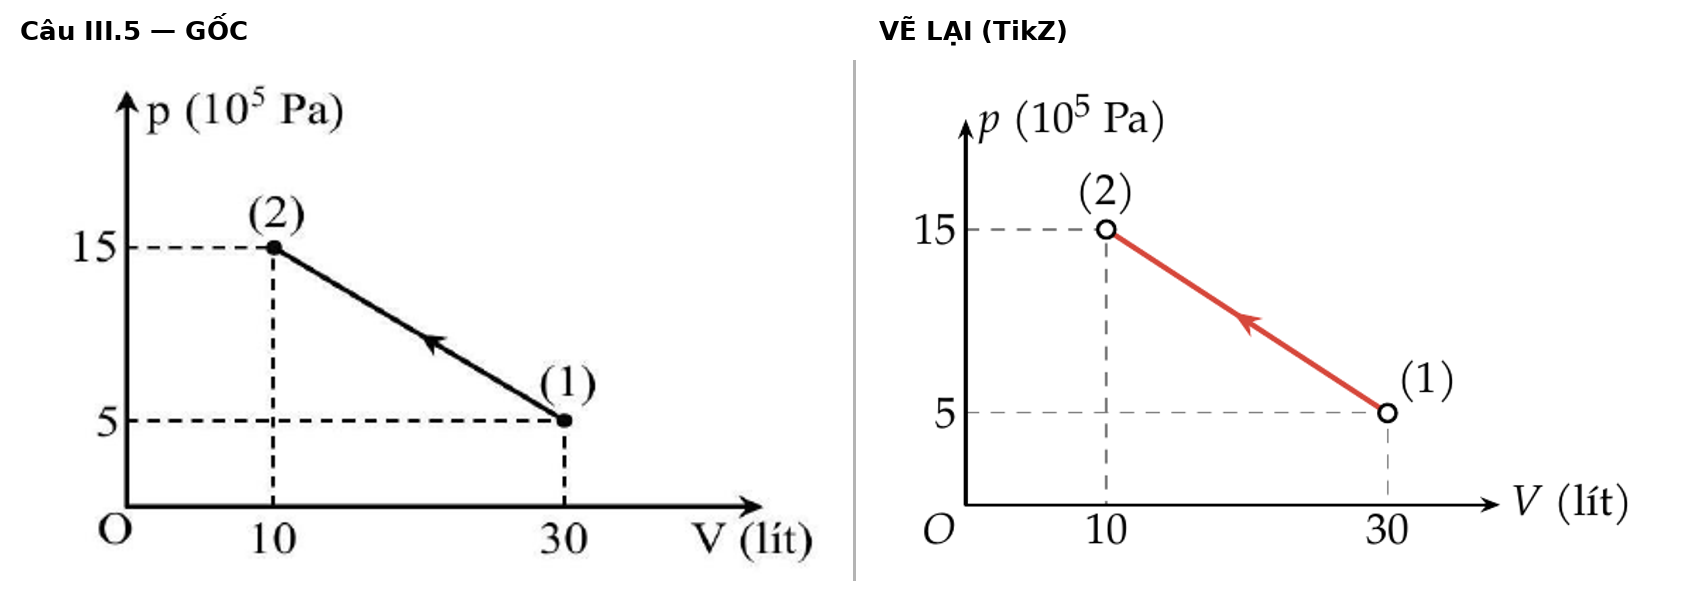 Câu III.5 — GỐC
p (10⁵ Pa)
(2)
15
(1)
5
O
10
30
V (lít)
VẼ LẠI (TikZ)
p (10⁵ Pa)
(2)
15
(1)
5
V (lít)
O
10
30